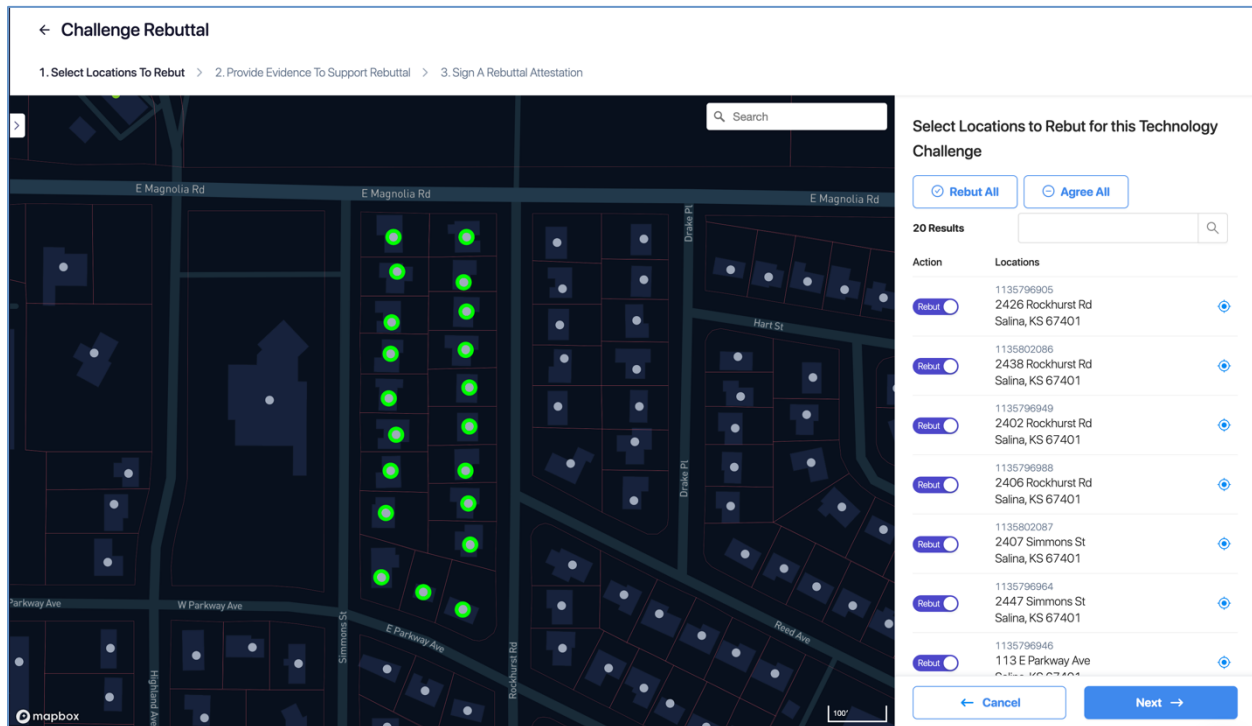 ← Challenge Rebuttal
1. Select Locations To Rebut > 2. Provide Evidence To Support Rebuttal > 3. Sign A Rebuttal Attestation
Search
E Magnolia Rd
E Magnolia Rd
E Magnolia Rd
Drake Pl
Hart St
Drake Pl
Parkway Ave
W Parkway Ave
Simmons St
E Parkway Ave
Rockhurst Rd
Reed Ave
Highland Ave
mapbox
100'
Select Locations to Rebut for this Technology
Challenge
Rebut All
Agree All
20 Results
Action Locations
1135796905
Rebut 2426 Rockhurst Rd
Salina, KS 67401
1135802086
Rebut 2438 Rockhurst Rd
Salina, KS 67401
1135796949
Rebut 2402 Rockhurst Rd
Salina, KS 67401
1135796988
Rebut 2406 Rockhurst Rd
Salina, KS 67401
1135802087
Rebut 2407 Simmons St
Salina, KS 67401
1135796964
Rebut 2447 Simmons St
Salina, KS 67401
1135796946
Rebut 113 E Parkway Ave
Salina, KS 67401
← Cancel
Next →